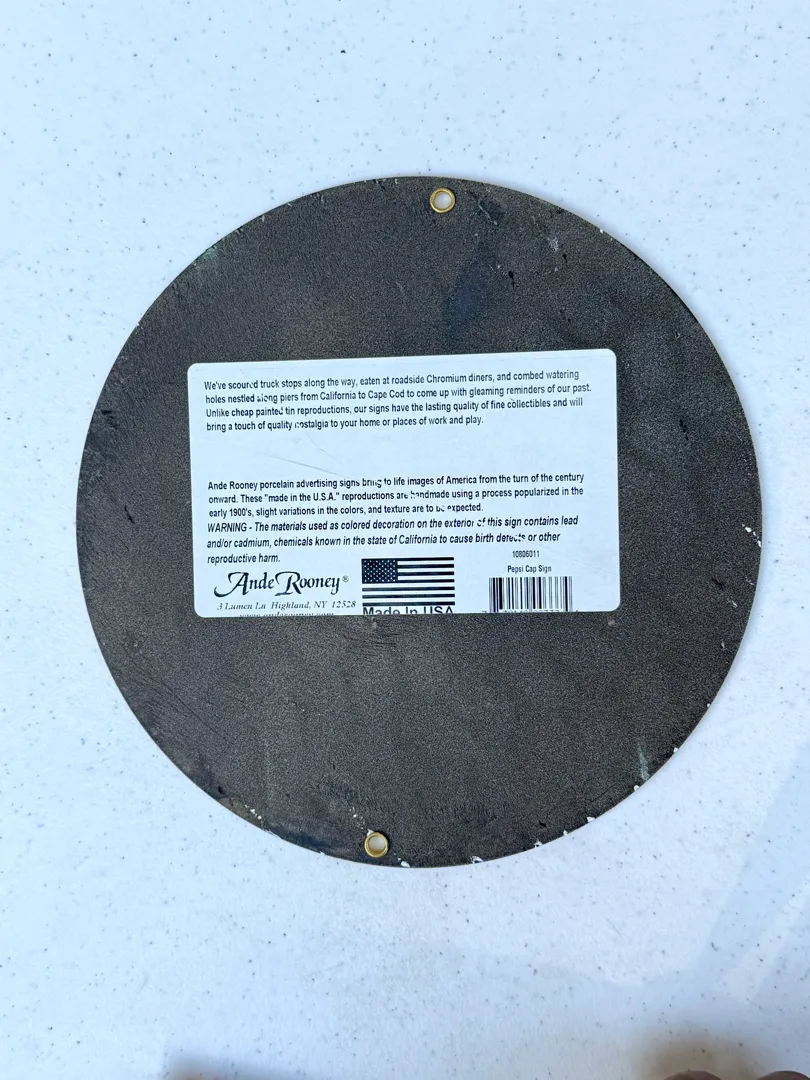 We've scoured truck stops along the way, eaten at roadside Chromium diners, and combed watering
holes nestled along piers from California to Cape Cod to come up with gleaming reminders of our past.
Unlike cheap painted tin reproductions, our signs have the lasting quality of fine collectibles and will
bring a touch of quality nostalgia to your home or places of work and play.
Ande Rooney porcelain advertising signs bring to life images of America from the turn of the century
onward. These "made in the U.S.A." reproductions are handmade using a process popularized in the
early 1900's, slight variations in the colors, and texture are to be expected.
WARNING - The materials used as colored decoration on the exterior of this sign contains lead
and/or cadmium, chemicals known in the state of California to cause birth defects or other
reproductive harm.
10806011
Pepsi Cap Sign
Ande Rooney®
3 Lumen Ln Highland, NY 12528
www.anderooney.com
Made In USA